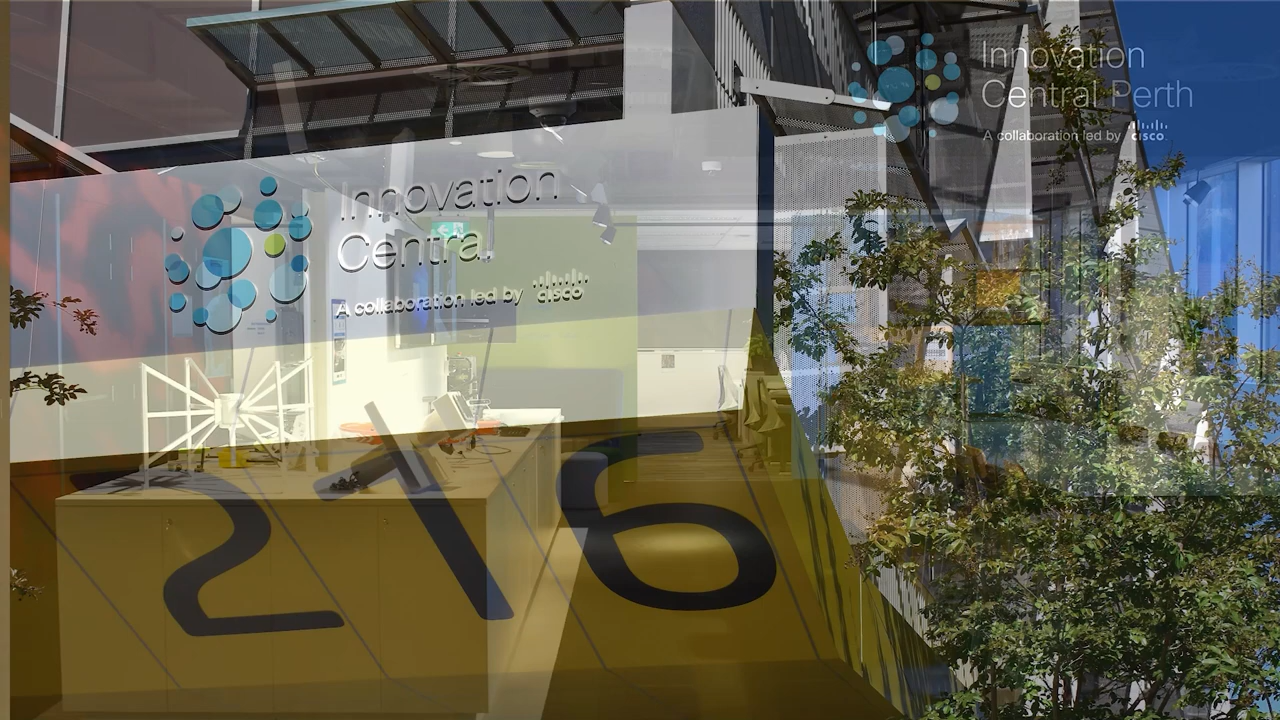 Innovation
Central
A collaboration led by cisco
Innovation
Central Perth
A collaboration led by cisco
216